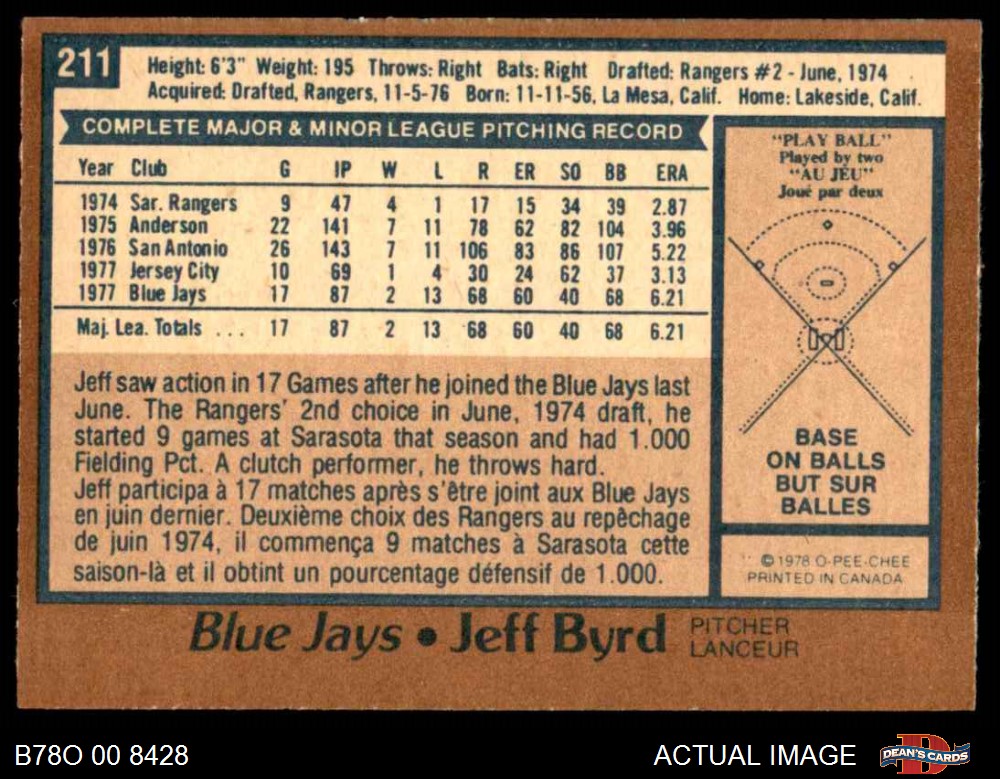 211
Height: 6'3" Weight: 195 Throws: Right Bats: Right Drafted: Rangers #2 - June, 1974
Acquired: Drafted, Rangers, 11-5-76 Born: 11-11-56, La Mesa, Calif. Home: Lakeside, Calif.
COMPLETE MAJOR & MINOR LEAGUE PITCHING RECORD
Year Club G IP W L R ER SO BB ERA
1974 Sar. Rangers 9 47 4 1 17 15 34 39 2.87
1975 Anderson 22 141 7 11 78 62 82 104 3.96
1976 San Antonio 26 143 7 11 106 83 86 107 5.22
1977 Jersey City 10 69 1 4 30 24 62 37 3.13
1977 Blue Jays 17 87 2 13 68 60 40 68 6.21
Maj. Lea. Totals ... 17 87 2 13 68 60 40 68 6.21
Jeff saw action in 17 Games after he joined the Blue Jays last
June. The Rangers' 2nd choice in June, 1974 draft, he
started 9 games at Sarasota that season and had 1.000
Fielding Pct. A clutch performer, he throws hard.
Jeff participa à 17 matches après s'être joint aux Blue Jays
en juin dernier. Deuxième choix des Rangers au repêchage
de juin 1974, il commença 9 matches à Sarasota cette
saison-là et il obtint un pourcentage défensif de 1.000.
"PLAY BALL"
Played by two
"AU JEU"
Joué par deux
BASE
ON BALLS
BUT SUR
BALLES
© 1978 O-PEE-CHEE
PRINTED IN CANADA
Blue Jays • Jeff Byrd PITCHER
LANCEUR
B78O 00 8428
ACTUAL IMAGE
DEAN'S CARDS